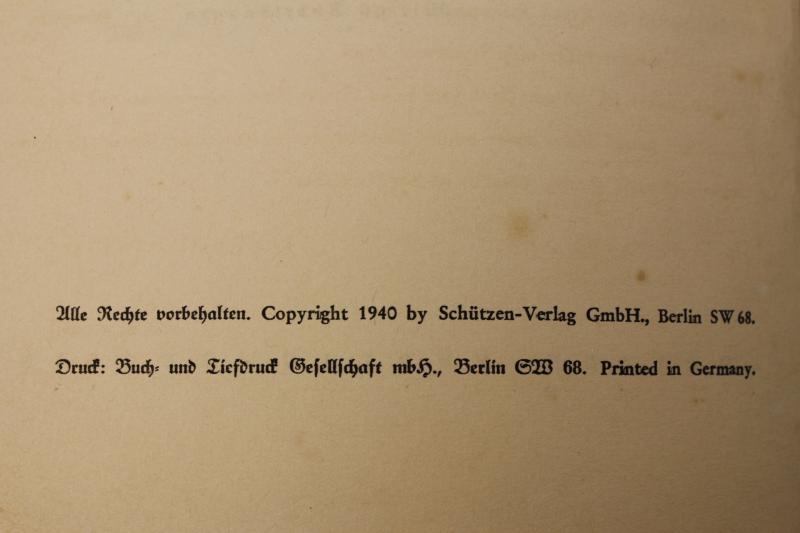 Alle Rechte vorbehalten. Copyright 1940 by Schützen-Verlag GmbH., Berlin SW 68.
Druck: Buch- und Tiefdruck Gesellschaft mbH., Berlin SW 68. Printed in Germany.